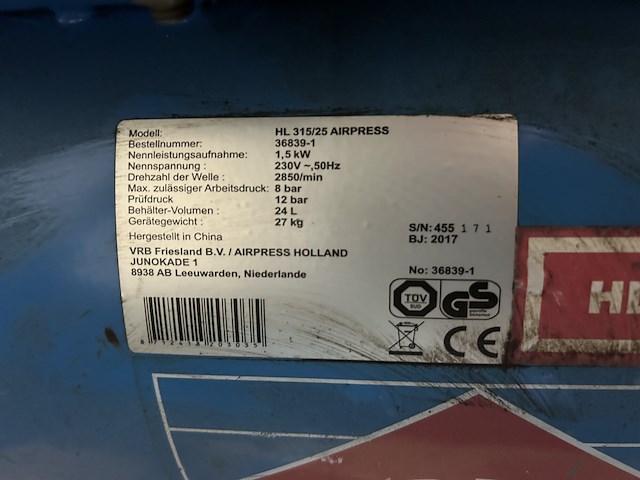 Modell: HL 315/25 AIRPRESS
Bestellnummer: 36839-1
Nennleistungsaufnahme: 1,5 kW
Nennspannung : 230V ~,50Hz
Drehzahl der Welle : 2850/min
Max. zulässiger Arbeitsdruck: 8 bar
Prüfdruck 12 bar
Behälter-Volumen : 24 L
Gerätegewicht : 27 kg
Hergestellt in China
VRB Friesland B.V. / AIRPRESS HOLLAND
JUNOKADE 1
8938 AB Leeuwarden, Niederlande
S/N: 455 1 7 1
BJ: 2017
No: 36839-1
TÜV
SÜD
GS
geprüfte
Sicherheit
CE